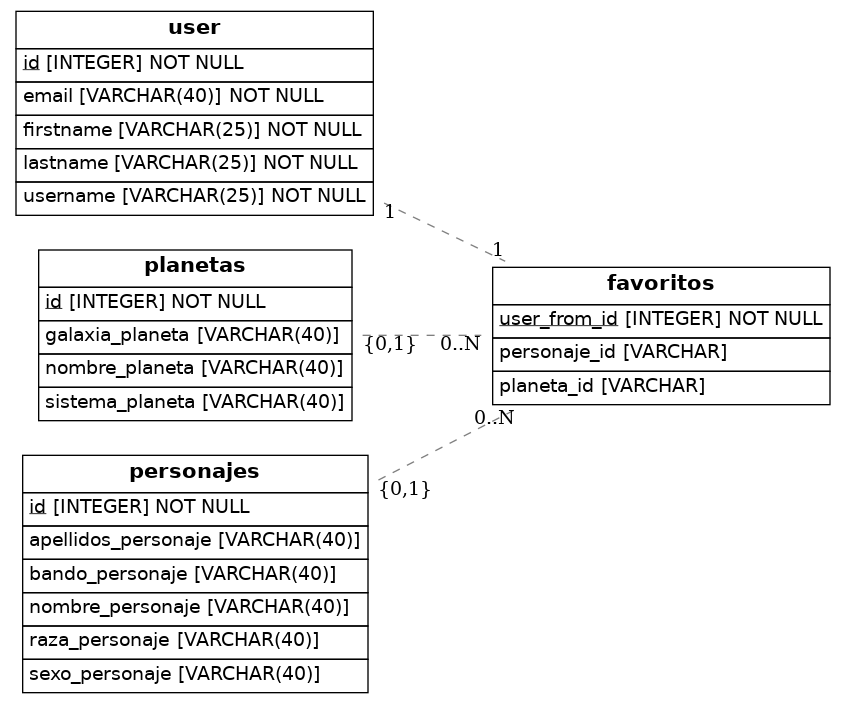 user
id [INTEGER] NOT NULL
email [VARCHAR(40)] NOT NULL
firstname [VARCHAR(25)] NOT NULL
lastname [VARCHAR(25)] NOT NULL
username [VARCHAR(25)] NOT NULL
1
1
planetas
id [INTEGER] NOT NULL
galaxia_planeta [VARCHAR(40)]
nombre_planeta [VARCHAR(40)]
sistema_planeta [VARCHAR(40)]
{0,1}
0..N
favoritos
user_from_id [INTEGER] NOT NULL
personaje_id [VARCHAR]
planeta_id [VARCHAR]
0..N
{0,1}
personajes
id [INTEGER] NOT NULL
apellidos_personaje [VARCHAR(40)]
bando_personaje [VARCHAR(40)]
nombre_personaje [VARCHAR(40)]
raza_personaje [VARCHAR(40)]
sexo_personaje [VARCHAR(40)]